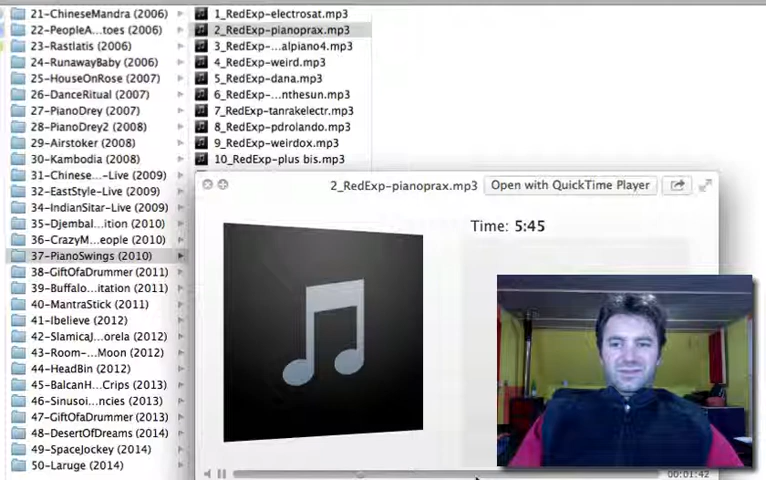 21-ChineseMandra (2006)
22-PeopleA...toes (2006)
23-Rastlatis (2006)
24-RunawayBaby (2006)
25-HouseOnRose (2007)
26-DanceRitual (2007)
27-PianoDrey (2007)
28-PianoDrey2 (2008)
29-Airstoker (2008)
30-Kambodia (2008)
31-Chinese...-Live (2009)
32-EastStyle-Live (2009)
34-IndianSitar-Live (2009)
35-Djembal...ition (2010)
36-CrazyM...eople (2010)
37-PianoSwings (2010)
38-GiftOfaDrummer (2011)
39-Buffalo...itation (2011)
40-MantraStick (2011)
41-Ibelieve (2012)
42-SlamicaJ...orela (2012)
43-Room-...Moon (2012)
44-HeadBin (2012)
45-BalcanH...Crips (2013)
46-Sinusoi...ncies (2013)
47-GiftOfaDrummer (2013)
48-DesertOfDreams (2014)
49-SpaceJockey (2014)
50-Laruge (2014)
1_RedExp-electrosat.mp3
2_RedExp-pianoprax.mp3
3_RedExp-...alpiano4.mp3
4_RedExp-weird.mp3
5_RedExp-dana.mp3
6_RedExp-...nthesun.mp3
7_RedExp-tanrakelectr.mp3
8_RedExp-pdrolando.mp3
9_RedExp-weirdox.mp3
10_RedExp-plus bis.mp3
2_RedExp-pianoprax.mp3 Open with QuickTime Player
Time: 5:45
00:01:42